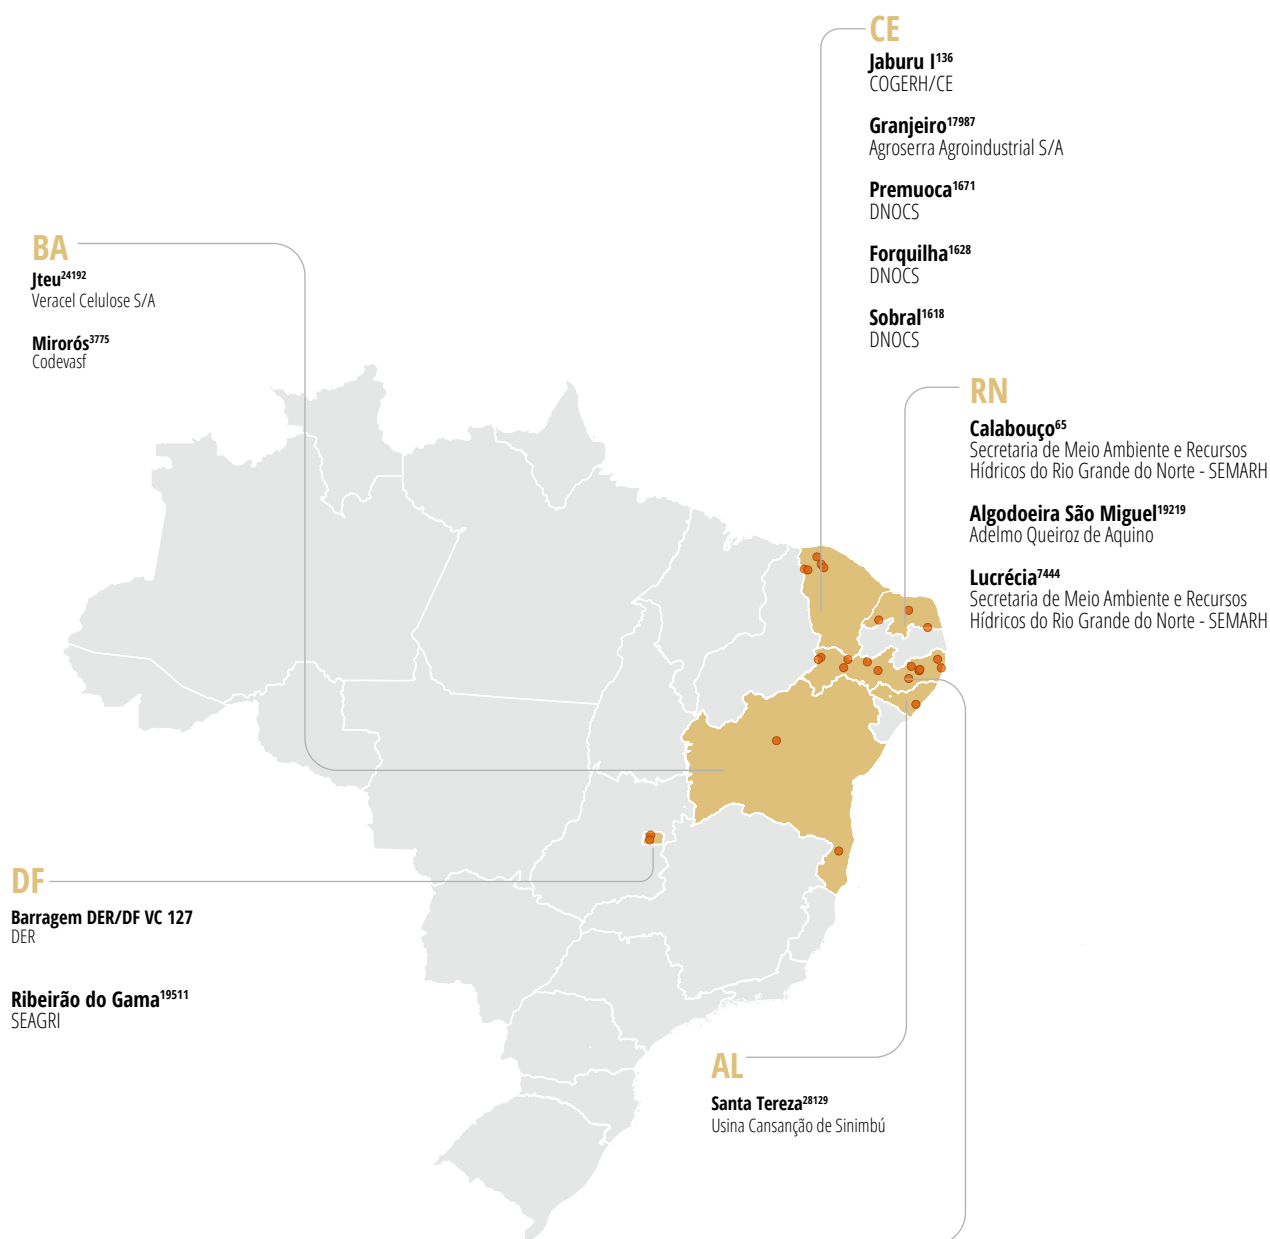 CE
Jaburu I136
COGERH/CE
Granjeiro17987
Agroserra Agroindustrial S/A
Premuoca1671
DNOCS
Forquilha1628
DNOCS
Sobral1618
DNOCS
BA
Jteu24192
Veracel Celulose S/A
Mirorós3775
Codevasf
RN
Calabouço65
Secretaria de Meio Ambiente e Recursos
Hídricos do Rio Grande do Norte - SEMARH
Algodoeira São Miguel19219
Adelmo Queiroz de Aquino
Lucrécia7444
Secretaria de Meio Ambiente e Recursos
Hídricos do Rio Grande do Norte - SEMARH
DF
Barragem DER/DF VC 127
DER
Ribeirão do Gama19511
SEAGRI
AL
Santa Tereza28129
Usina Cansanção de Sinimbú